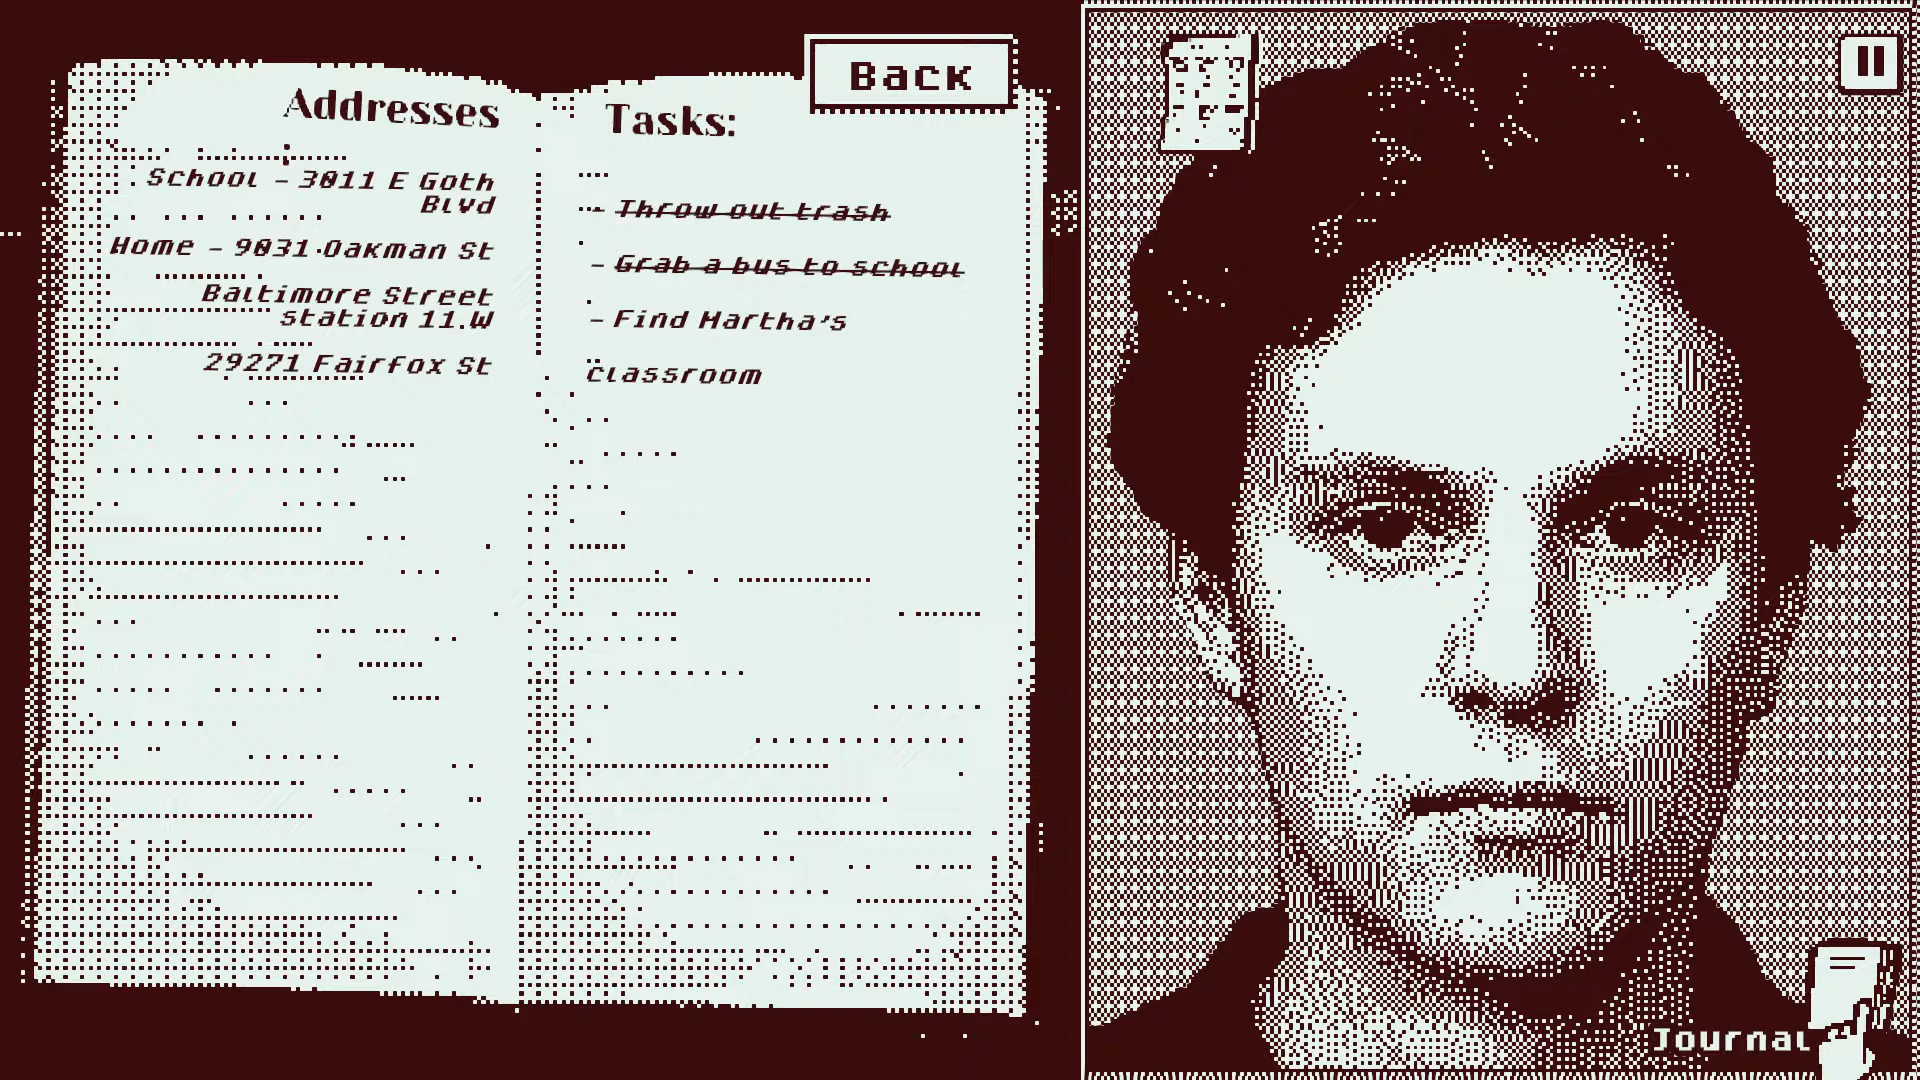 Back
Addresses
School - 3011 E Goth
Blvd
Home - 9031 Oakman St
Baltimore Street
station 11.W
29271 Fairfox St
Tasks:
- Throw out trash
- Grab a bus to school
- Find Martha's
classroom
Journal